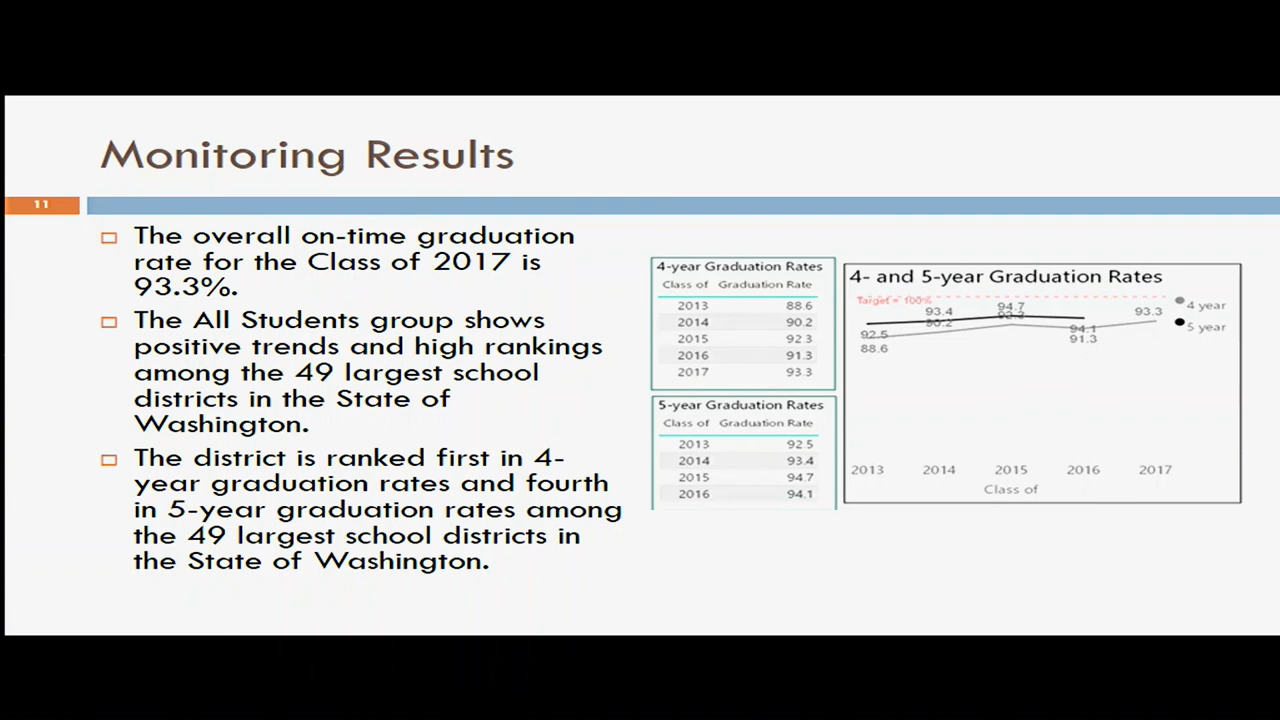 Monitoring Results
11
The overall on-time graduation
rate for the Class of 2017 is
93.3%.
The All Students group shows
positive trends and high rankings
among the 49 largest school
districts in the State of
Washington.
The district is ranked first in 4-
year graduation rates and fourth
in 5-year graduation rates among
the 49 largest school districts in
the State of Washington.
4-year Graduation Rates
Class of Graduation Rate
2013 88.6
2014 90.2
2015 92.3
2016 91.3
2017 93.3
5-year Graduation Rates
Class of Graduation Rate
2013 92.5
2014 93.4
2015 94.7
2016 94.1
4- and 5-year Graduation Rates
Target = 100%
4 year
5 year
92.5 93.4 94.7 94.1
88.6 90.2 92.3 91.3 93.3
2013 2014 2015 2016 2017
Class of